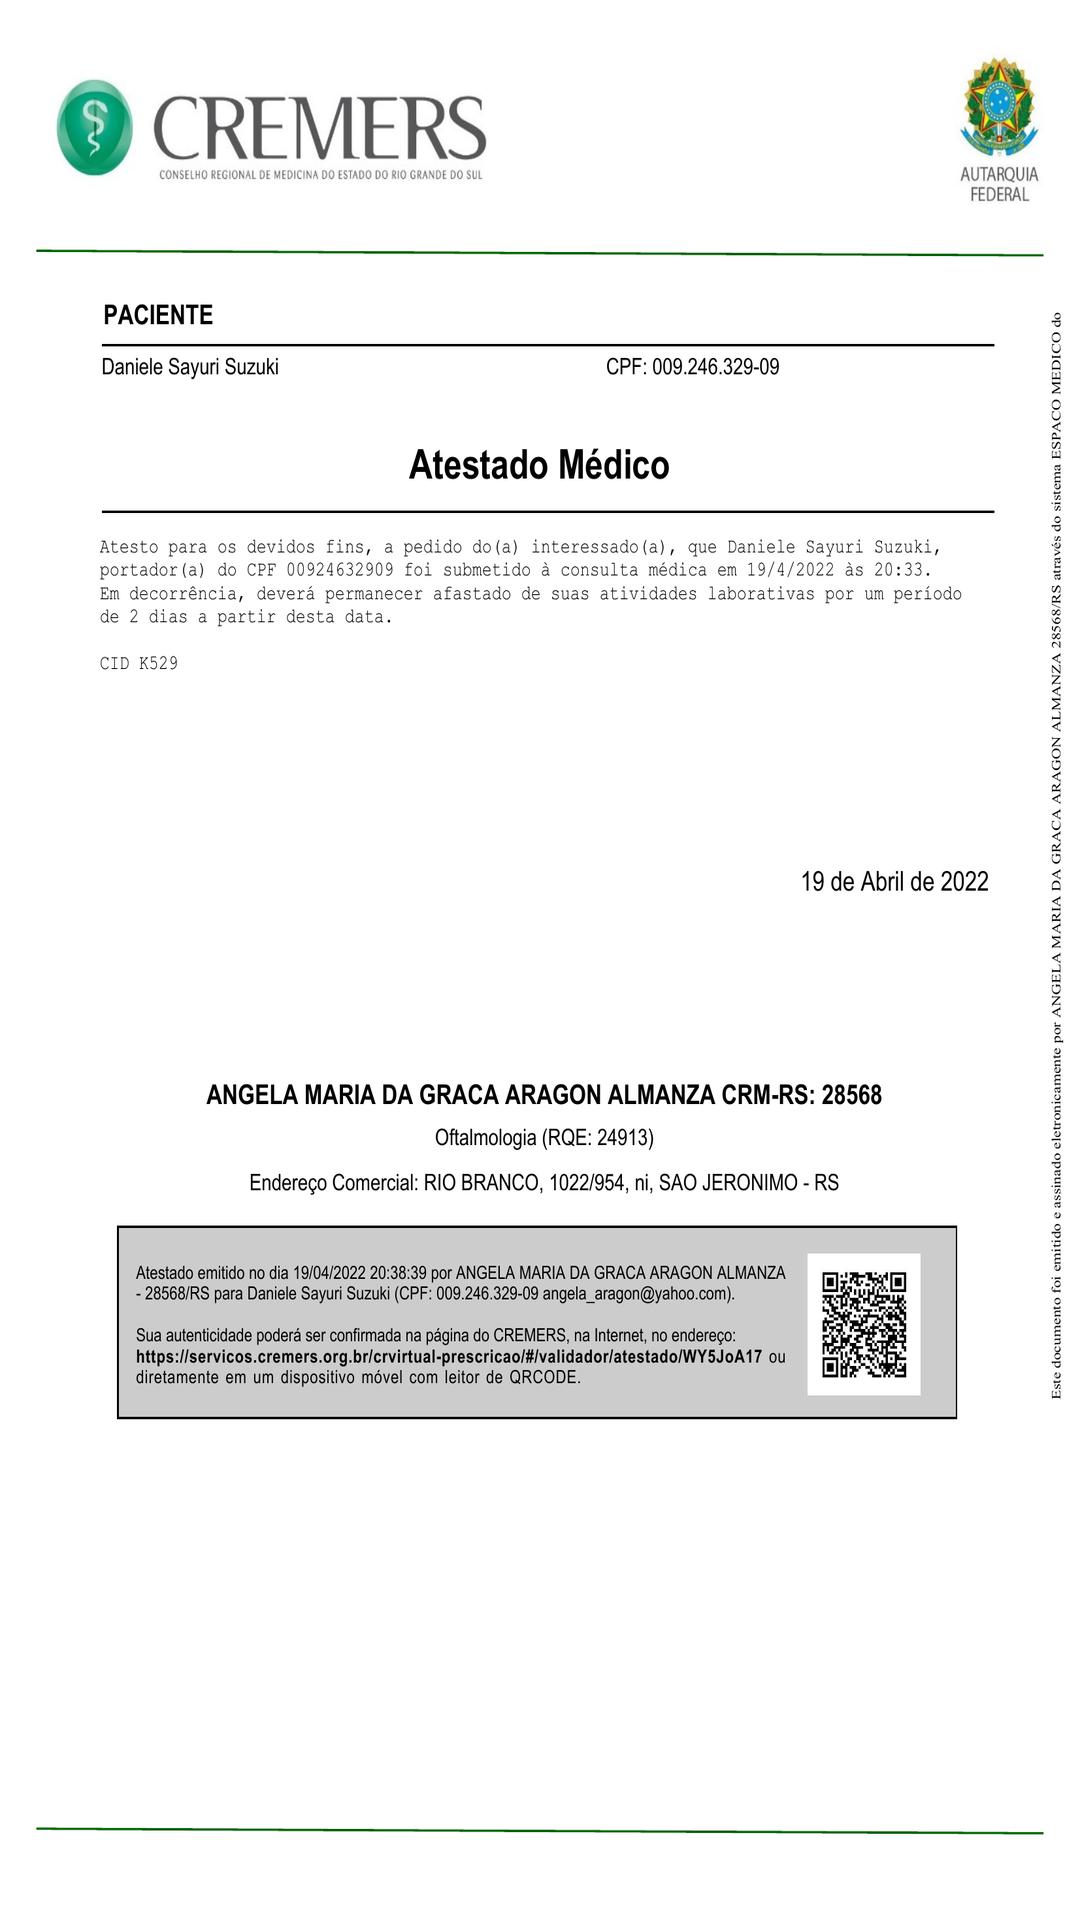 CREMERS
CONSELHO REGIONAL DE MEDICINA DO ESTADO DO RIO GRANDE DO SUL
AUTARQUIA
FEDERAL
PACIENTE
Daniele Sayuri Suzuki CPF: 009.246.329-09
Atestado Médico
Atesto para os devidos fins, a pedido do(a) interessado(a), que Daniele Sayuri Suzuki,
portador(a) do CPF 00924632909 foi submetido à consulta médica em 19/4/2022 às 20:33.
Em decorrência, deverá permanecer afastado de suas atividades laborativas por um período
de 2 dias a partir desta data.
CID K529
19 de Abril de 2022
ANGELA MARIA DA GRACA ARAGON ALMANZA CRM-RS: 28568
Oftalmologia (RQE: 24913)
Endereço Comercial: RIO BRANCO, 1022/954, ni, SAO JERONIMO - RS
Atestado emitido no dia 19/04/2022 20:38:39 por ANGELA MARIA DA GRACA ARAGON ALMANZA
- 28568/RS para Daniele Sayuri Suzuki (CPF: 009.246.329-09 angela_aragon@yahoo.com).
Sua autenticidade poderá ser confirmada na página do CREMERS, na Internet, no endereço:
https://servicos.cremers.org.br/crvirtual-prescricao/#/validador/atestado/WY5JoA17 ou
diretamente em um dispositivo móvel com leitor de QRCODE.
Este documento foi emitido e assinado eletronicamente por ANGELA MARIA DA GRACA ARAGON ALMANZA 28568/RS através do sistema ESPACO MEDICO do